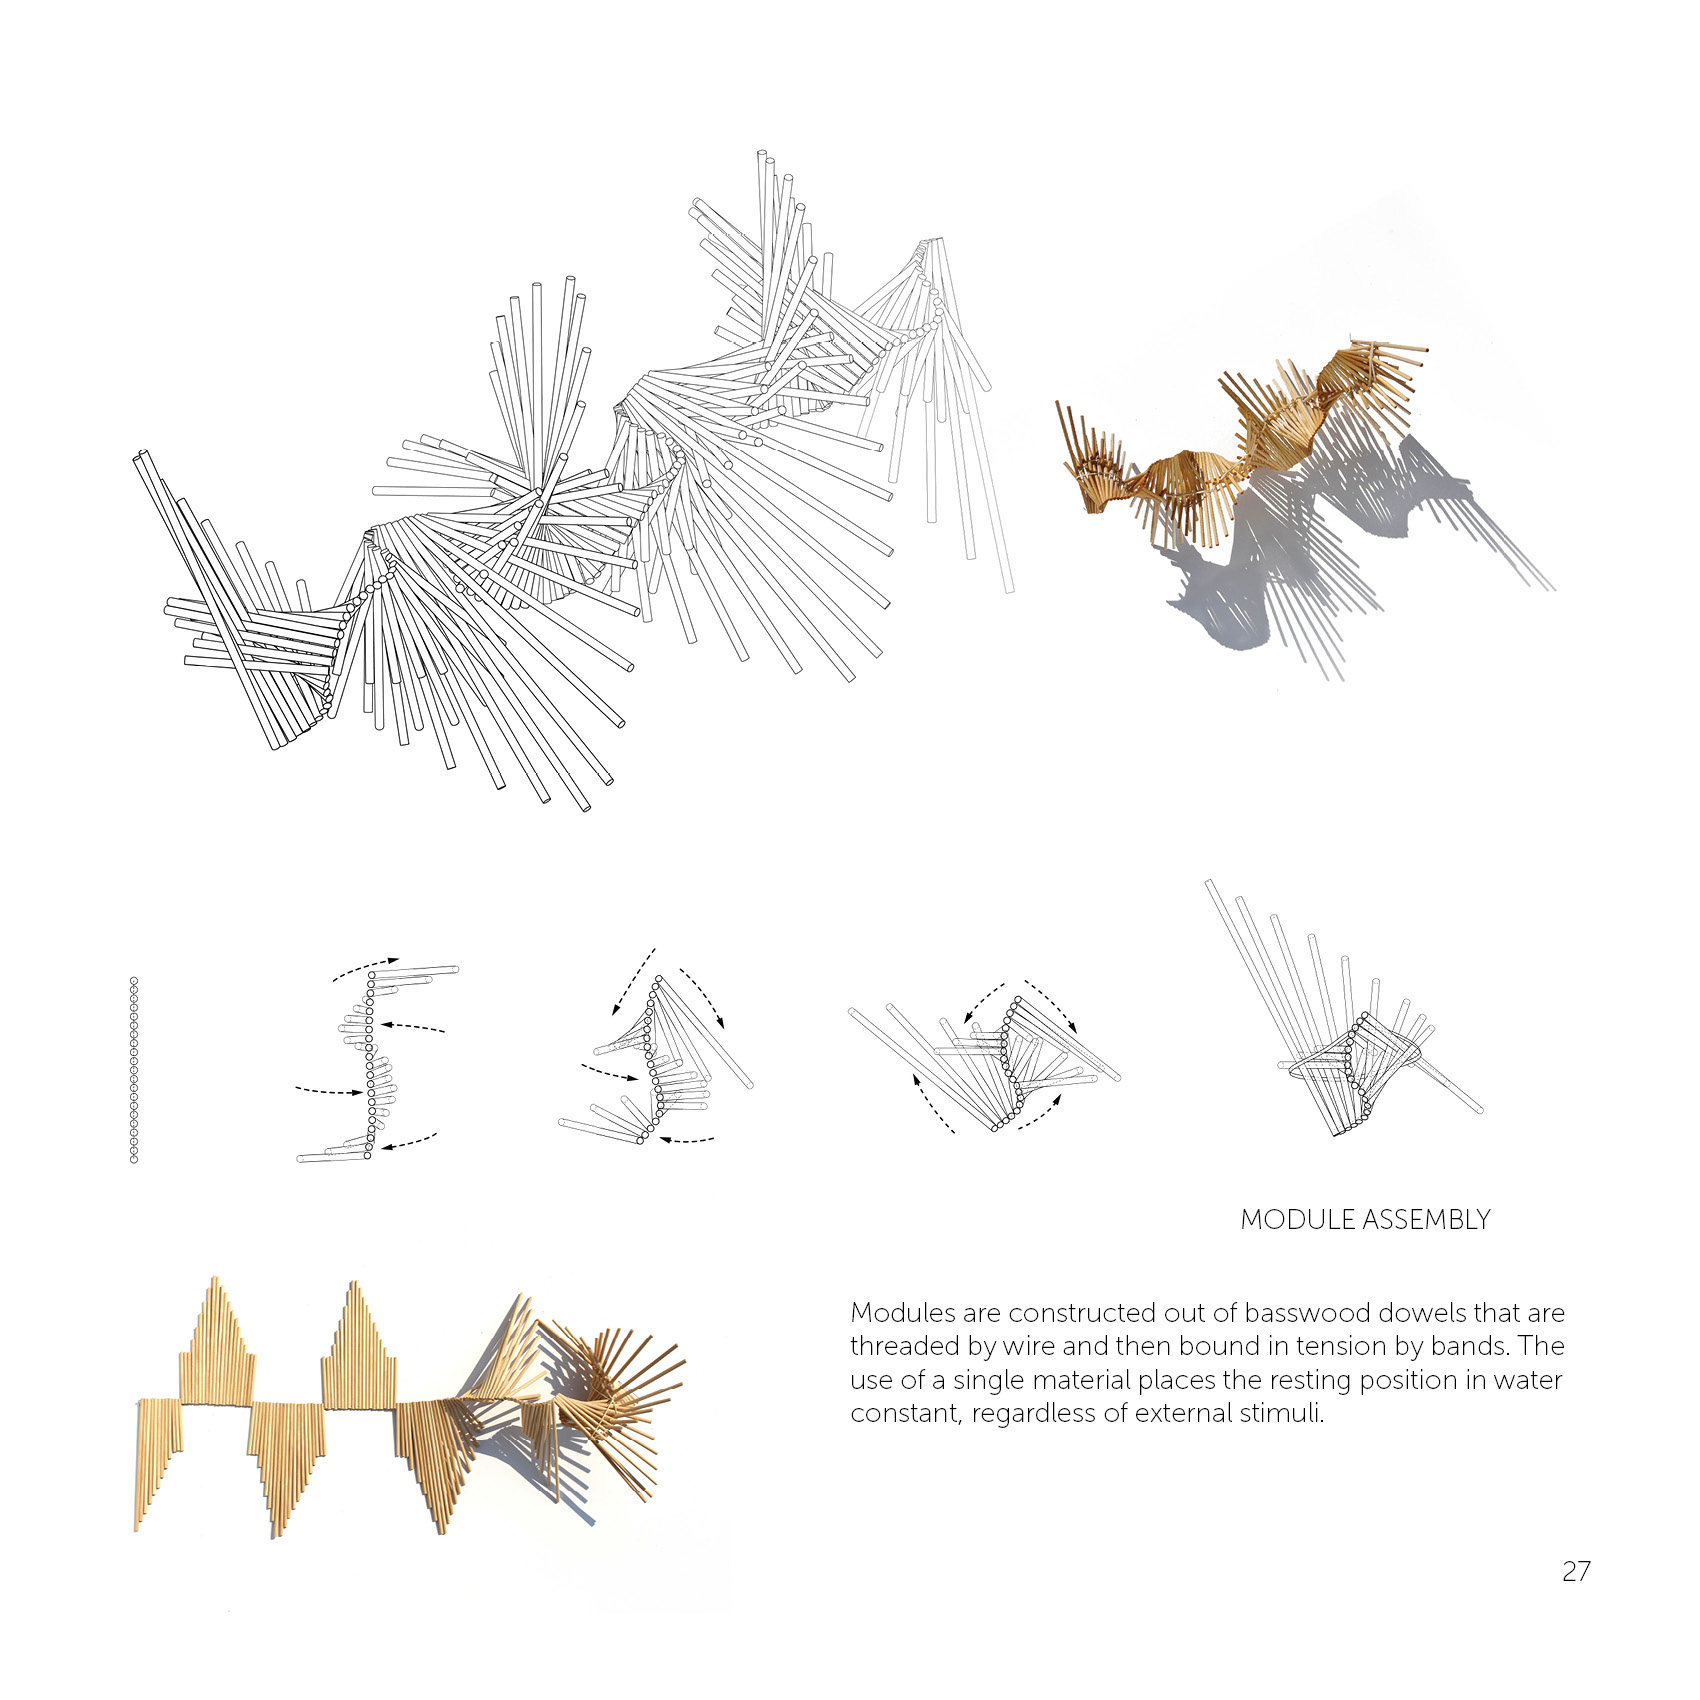 MODULE ASSEMBLY
Modules are constructed out of basswood dowels that are
threaded by wire and then bound in tension by bands. The
use of a single material places the resting position in water
constant, regardless of external stimuli.
27